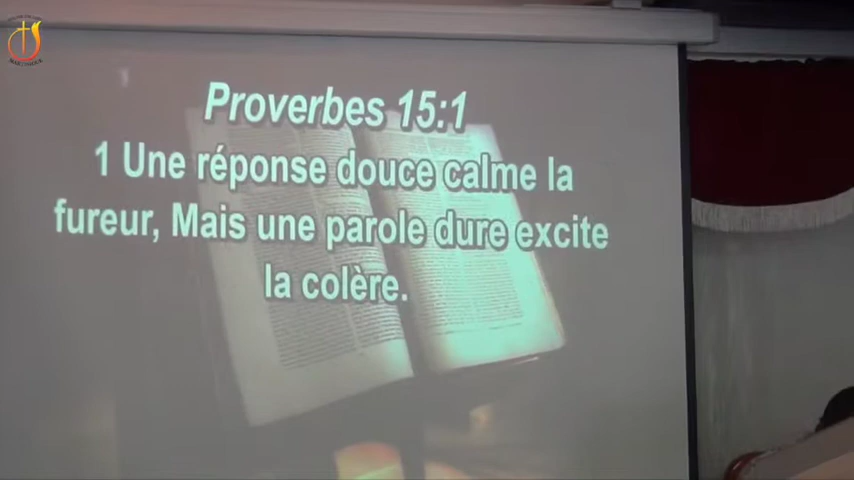 Proverbes 15:1
1 Une réponse douce calme la
fureur, Mais une parole dure excite
la colère.